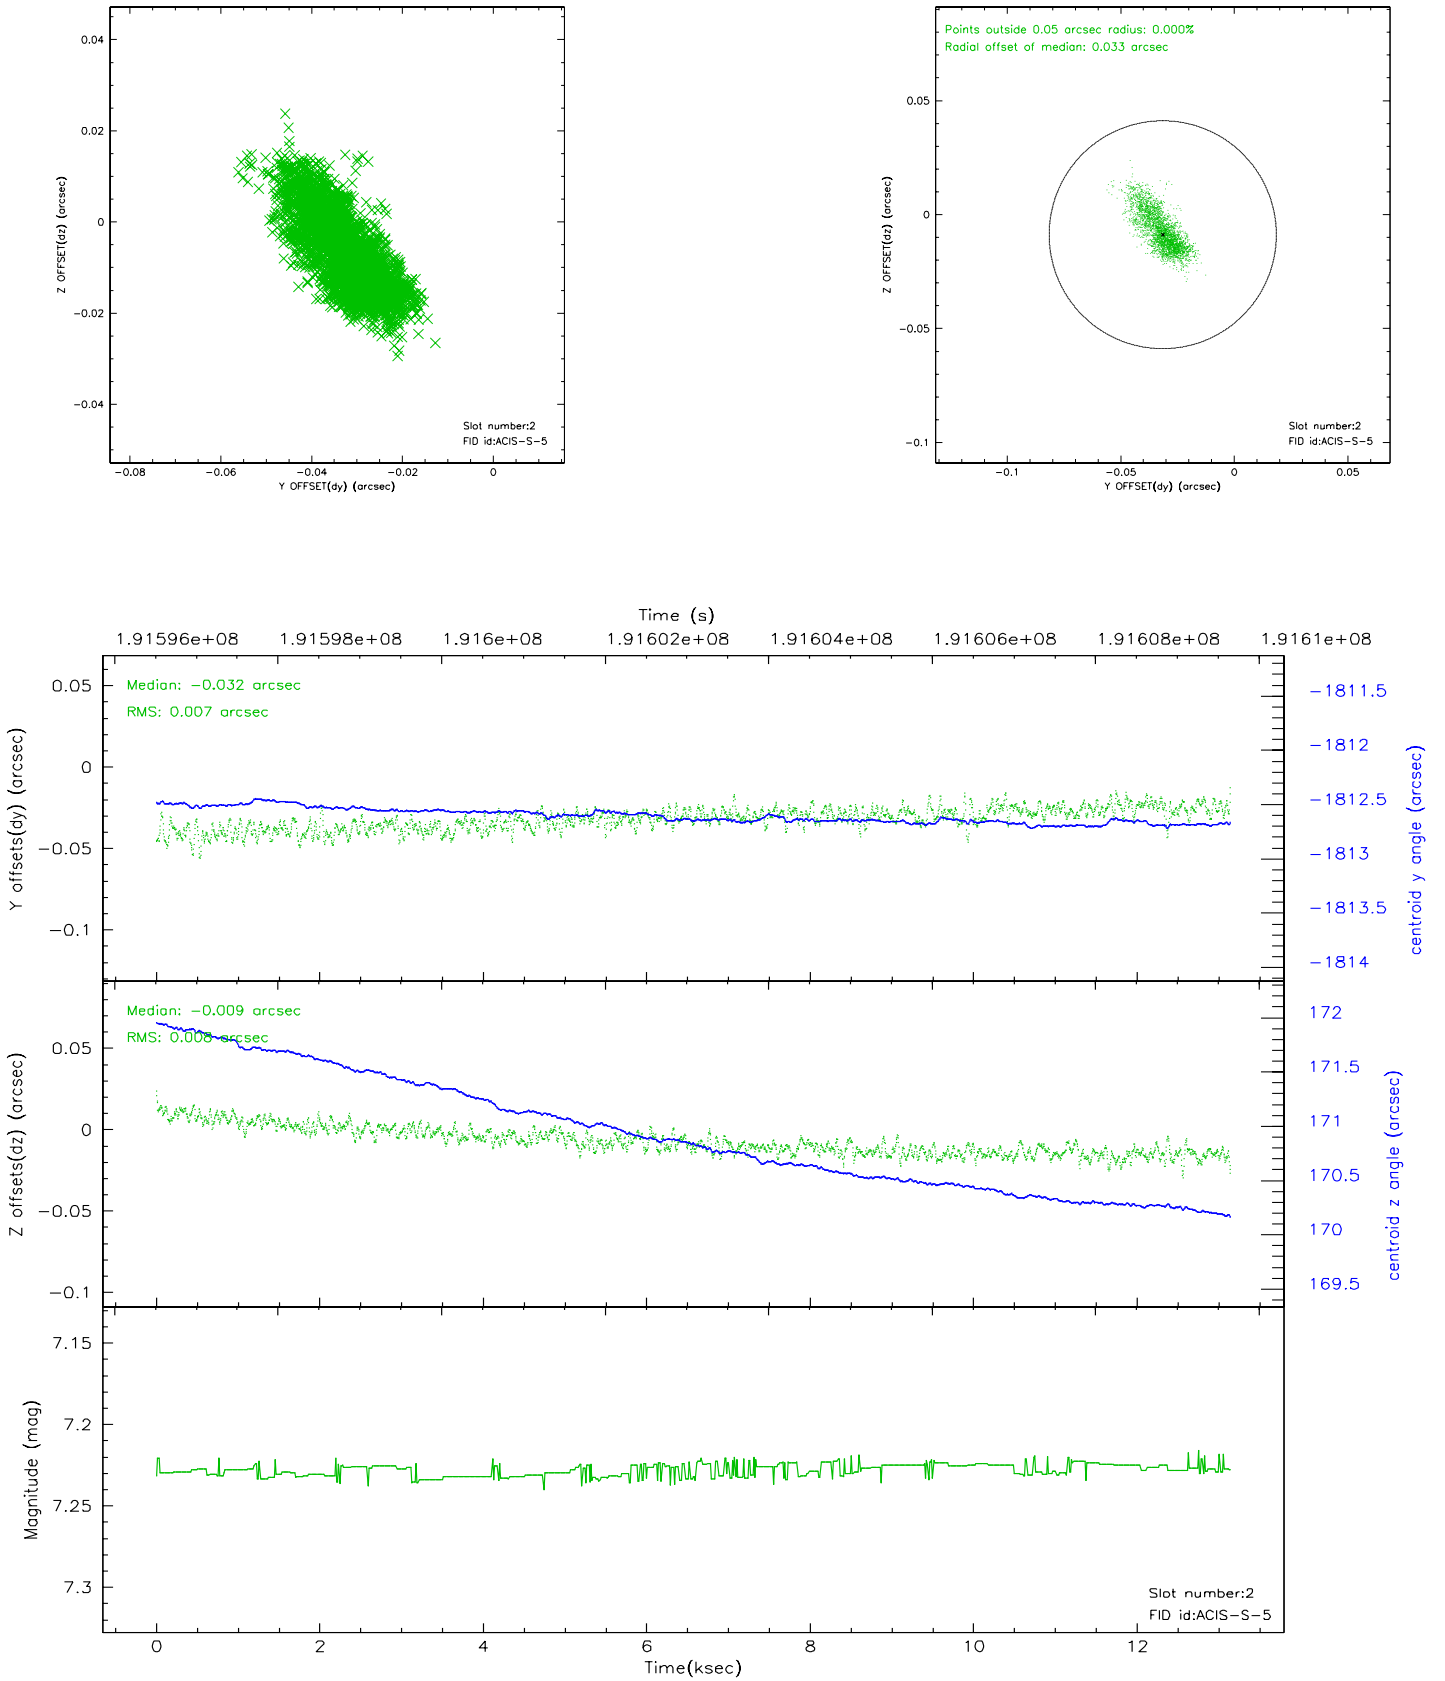 0.04
0.02
0
−0.02
−0.04
Z OFFSET(dz) (arcsec)
Slot number:2
FID id:ACIS−S−5
−0.08 −0.06 −0.04 −0.02 0
Y OFFSET(dy) (arcsec)
Points outside 0.05 arcsec radius: 0.000%
Radial offset of median: 0.033 arcsec
0.05
0
−0.05
−0.1
Z OFFSET(dz) (arcsec)
Slot number:2
FID id:ACIS−S−5
−0.1 −0.05 0 0.05
Y OFFSET(dy) (arcsec)
Time (s)
1.91596e+08 1.91598e+08 1.916e+08 1.91602e+08 1.91604e+08 1.91606e+08 1.91608e+08 1.9161e+08
Median: −0.032 arcsec
RMS: 0.007 arcsec
0.05
0
−0.05
−0.1
Y offsets(dy) (arcsec)
−1811.5
−1812
−1812.5
−1813
−1813.5
−1814
centroid y angle (arcsec)
Median: −0.009 arcsec
RMS: 0.008 arcsec
0.05
0
−0.05
−0.1
Z offsets(dz) (arcsec)
172
171.5
171
170.5
170
169.5
centroid z angle (arcsec)
7.15
7.2
7.25
7.3
Magnitude (mag)
Slot number:2
FID id:ACIS−S−5
0 2 4 6 8 10 12
Time(ksec)